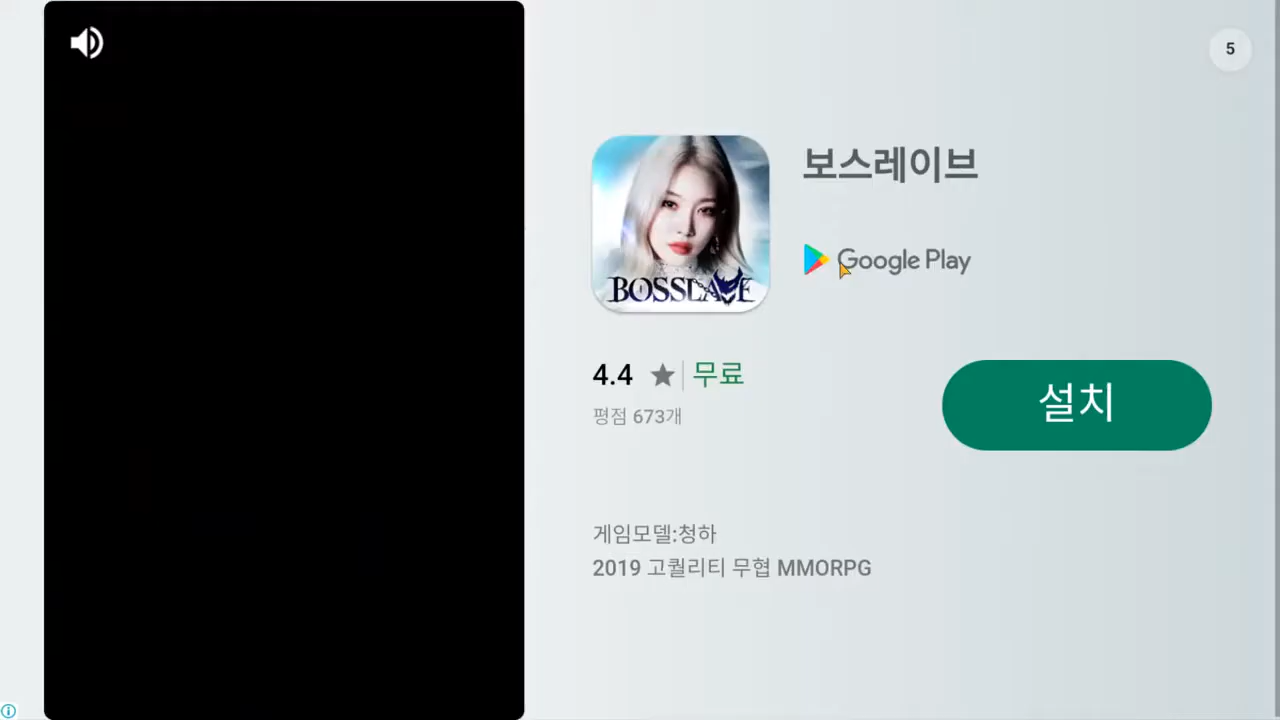 5
보스레이브
Google Play
BOSSLAVE
4.4 ★ 무료
평점 673개
설치
게임모델:청하
2019 고퀄리티 무협 MMORPG